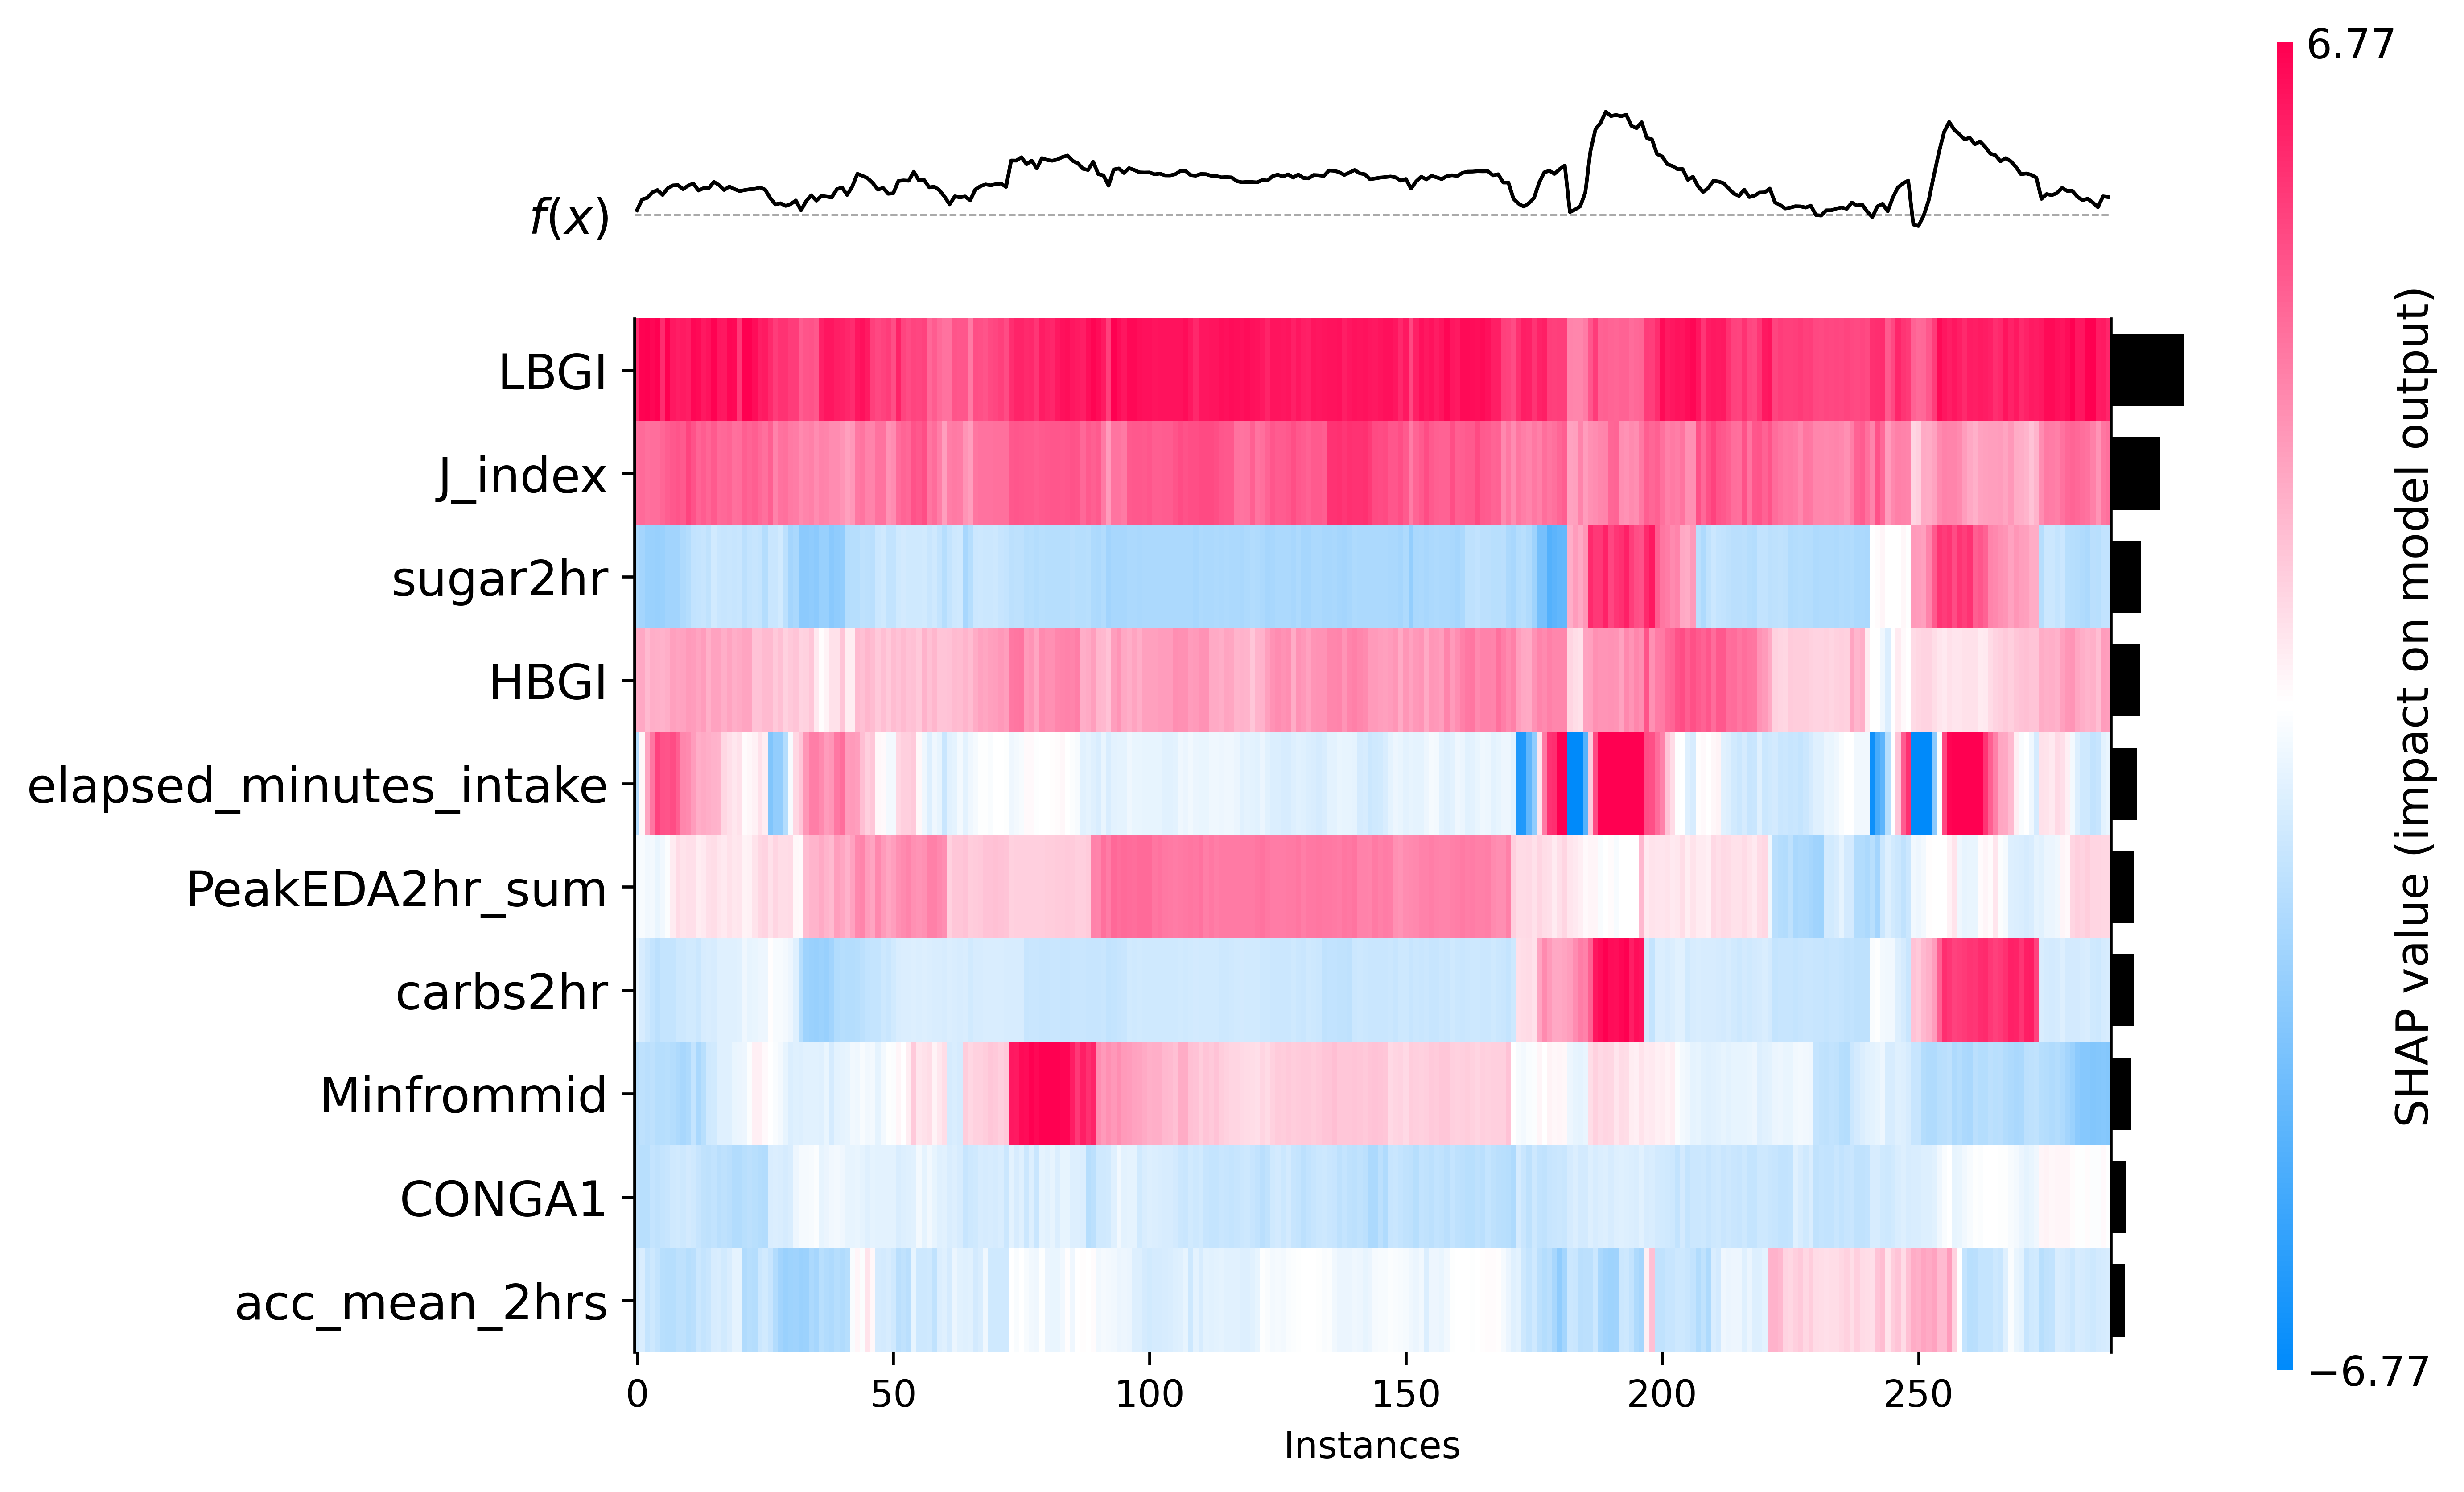 6.77
f(x)
LBGI
J_index
sugar2hr
HBGI
elapsed_minutes_intake
PeakEDA2hr_sum
carbs2hr
Minfrommid
CONGA1
acc_mean_2hrs
0 50 100 150 200 250
Instances
−6.77
SHAP value (impact on model output)